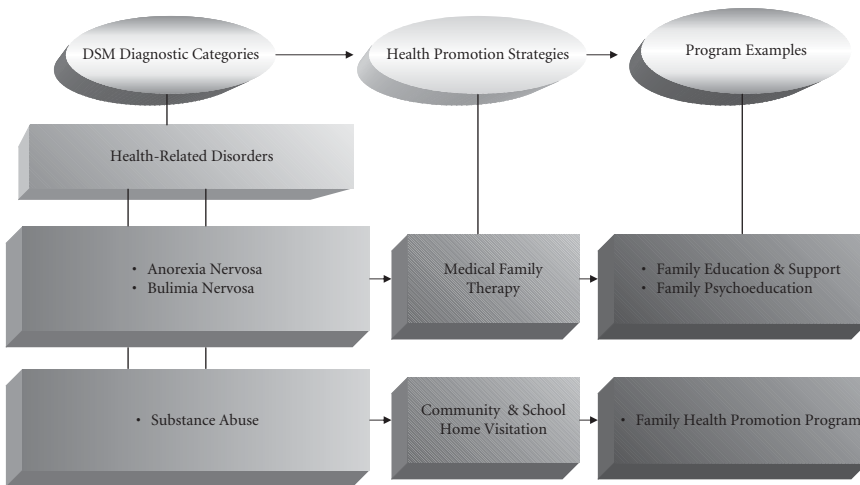 DSM Diagnostic Categories
Health Promotion Strategies
Program Examples
Health-Related Disorders
• Anorexia Nervosa
• Bulimia Nervosa
Medical Family
Therapy
• Family Education & Support
• Family Psychoeducation
• Substance Abuse
Community & School
Home Visitation
• Family Health Promotion Program